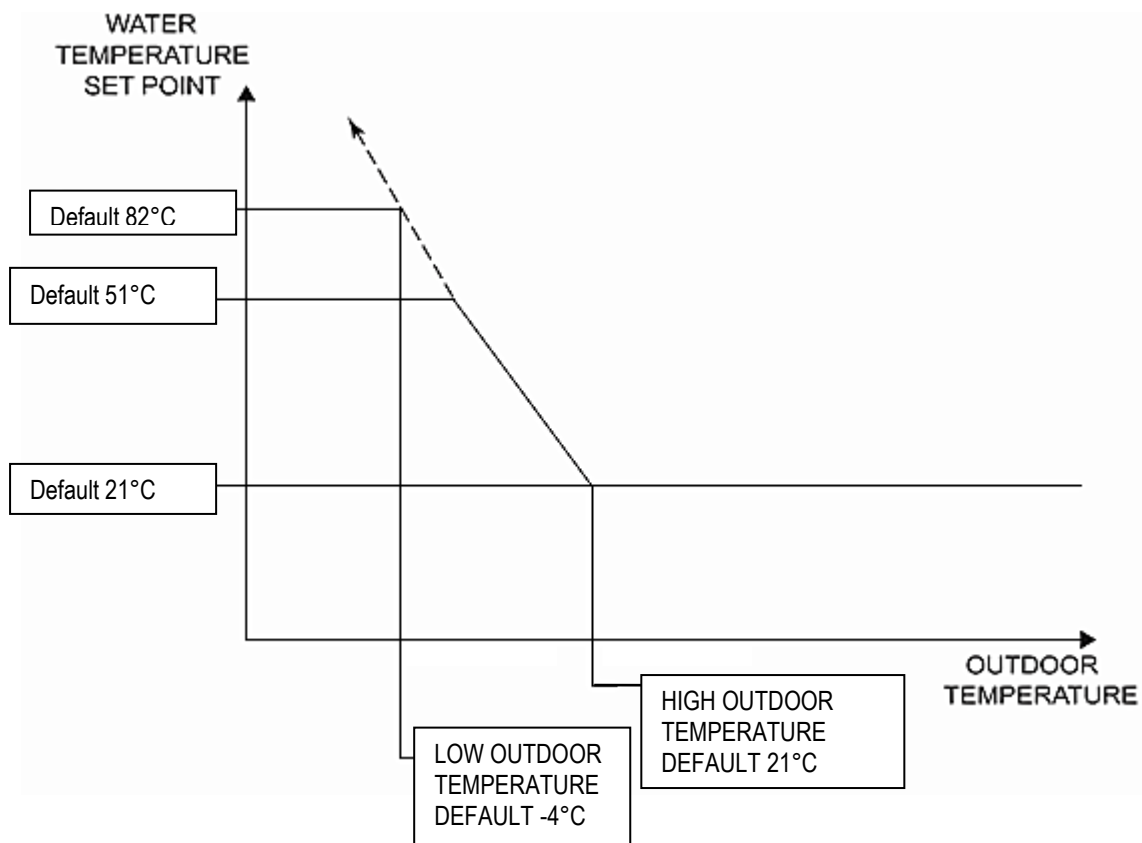 WATER
TEMPERATURE
SET POINT
Default 82°C
Default 51°C
Default 21°C
OUTDOOR
TEMPERATURE
HIGH OUTDOOR
TEMPERATURE
DEFAULT 21°C
LOW OUTDOOR
TEMPERATURE
DEFAULT -4°C